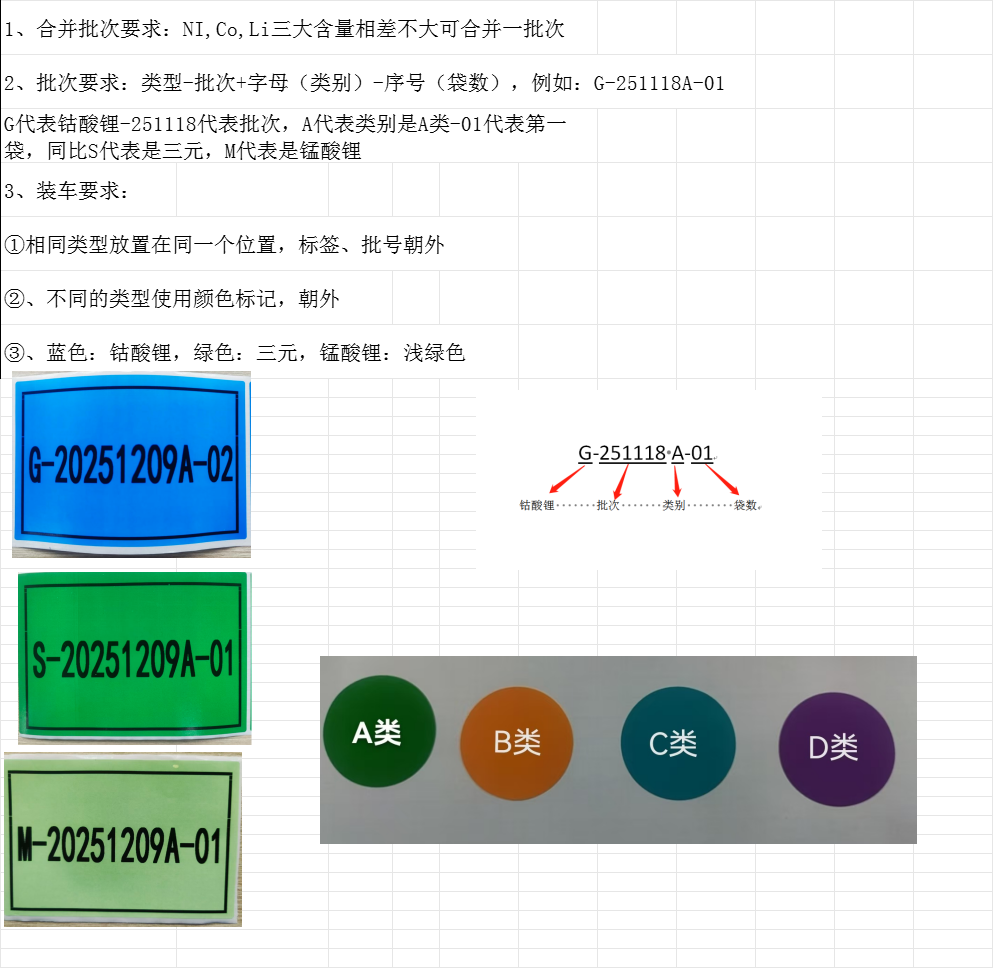 1、合并批次要求：NI,Co,Li三大含量相差不大可合并一批次
2、批次要求：类型-批次+字母（类别）-序号（袋数），例如：G-251118A-01
G代表钴酸锂-251118代表批次，A代表类别是A类-01代表第一
袋，同比S代表是三元，M代表是锰酸锂
3、装车要求：
①相同类型放置在同一个位置，标签、批号朝外
②、不同的类型使用颜色标记，朝外
③、蓝色：钴酸锂，绿色：三元，锰酸锂：浅绿色
G-20251209A-02
G-251118·A-01
钴酸锂·······批次·······类别········袋数
S-20251209A-01
A类
B类
C类
D类
M-20251209A-01